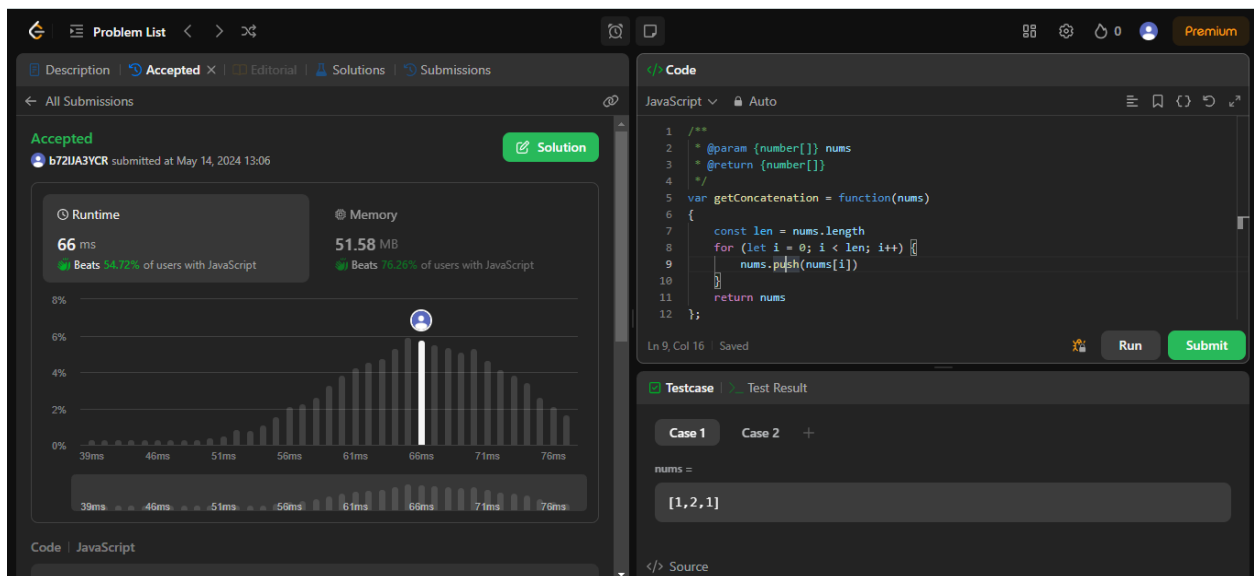 Problem List
0
Premium
Description | Accepted × | Editorial | Solutions | Submissions
← All Submissions
Accepted
b72IJA3YCR submitted at May 14, 2024 13:06
Solution
Runtime
66 ms
Beats 54.72% of users with JavaScript
Memory
51.58 MB
Beats 76.26% of users with JavaScript
8%
6%
4%
2%
0%
39ms 46ms 51ms 56ms 61ms 66ms 71ms 76ms
39ms 46ms 51ms 56ms 61ms 66ms 71ms 76ms
Code | JavaScript
</> Code
JavaScript Auto
1 /**
2 * @param {number[]} nums
3 * @return {number[]}
4 */
5 var getConcatenation = function(nums)
6 {
7 const len = nums.length
8 for (let i = 0; i < len; i++) {
9 nums.push(nums[i])
10 }
11 return nums
12 };
Ln 9, Col 16 | Saved
Run
Submit
Testcase | >_ Test Result
Case 1 Case 2 +
nums =
[1,2,1]
</> Source